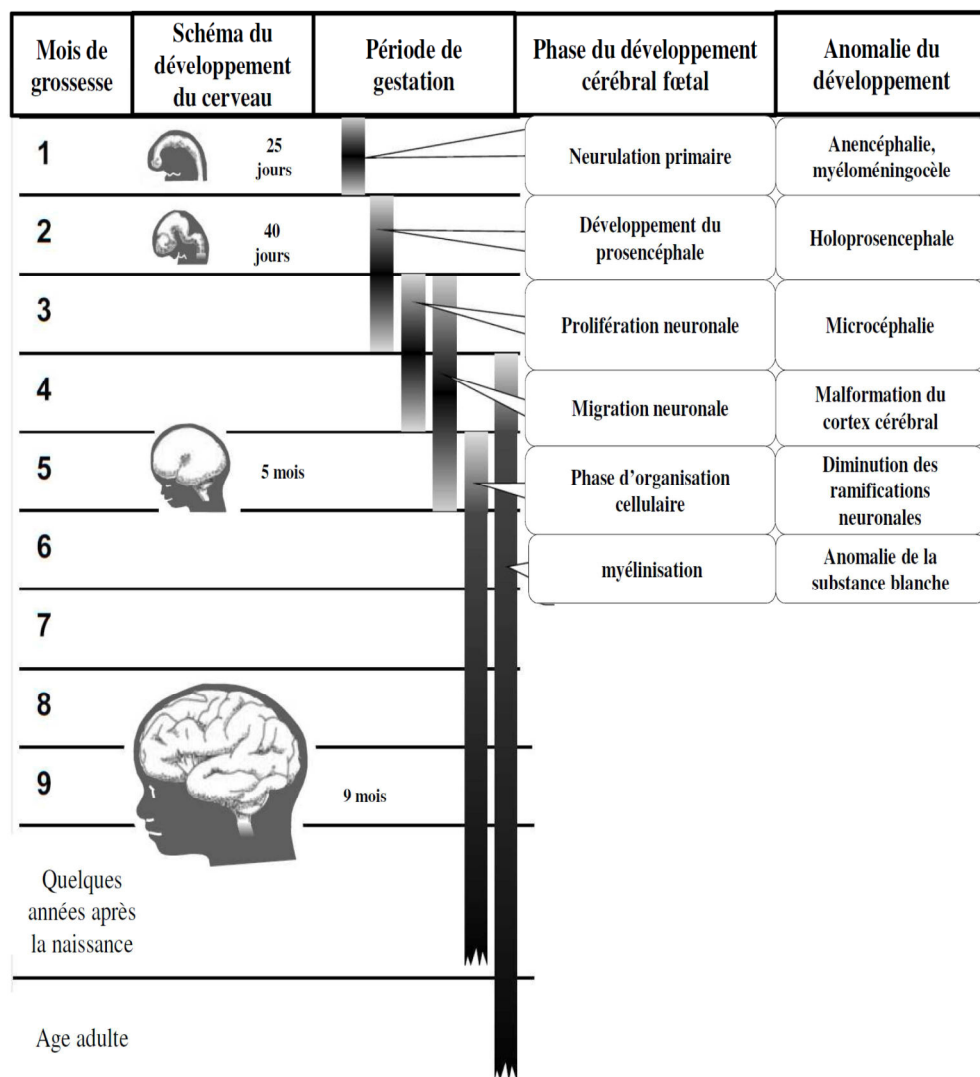 Mois de
grossesse
Schéma du
développement
du cerveau
Période de
gestation
Phase du développement
cérébral fœtal
Anomalie du
développement
1
25
jours
Neurulation primaire
Anencéphalie,
myéloméningocèle
2
40
jours
Développement du
prosencéphale
Holoprosencephale
3
Prolifération neuronale
Microcéphalie
4
Migration neuronale
Malformation du
cortex cérébral
5
5 mois
Phase d’organisation
cellulaire
Diminution des
ramifications
neuronales
6
myélinisation
Anomalie de la
substance blanche
7
8
9
9 mois
Quelques
années après
la naissance
Age adulte